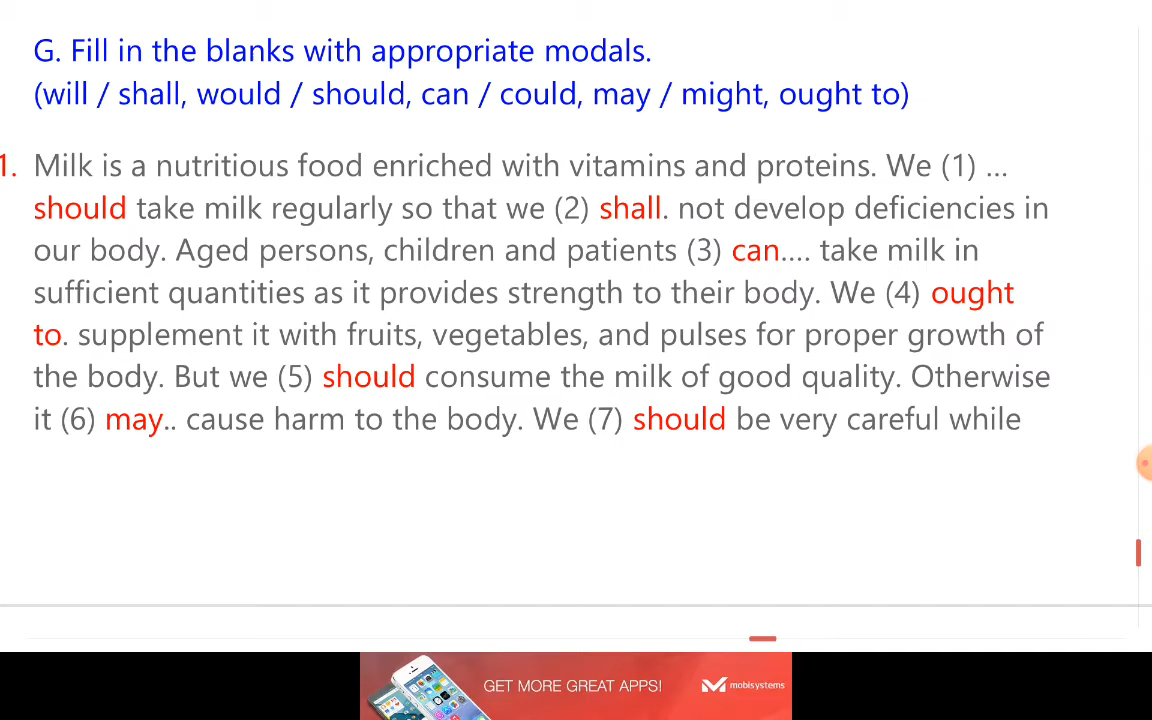 G. Fill in the blanks with appropriate modals.
(will / shall, would / should, can / could, may / might, ought to)
1. Milk is a nutritious food enriched with vitamins and proteins. We (1) ...
should take milk regularly so that we (2) shall. not develop deficiencies in
our body. Aged persons, children and patients (3) can.... take milk in
sufficient quantities as it provides strength to their body. We (4) ought
to. supplement it with fruits, vegetables, and pulses for proper growth of
the body. But we (5) should consume the milk of good quality. Otherwise
it (6) may.. cause harm to the body. We (7) should be very careful while
GET MORE GREAT APPS! mobisystems